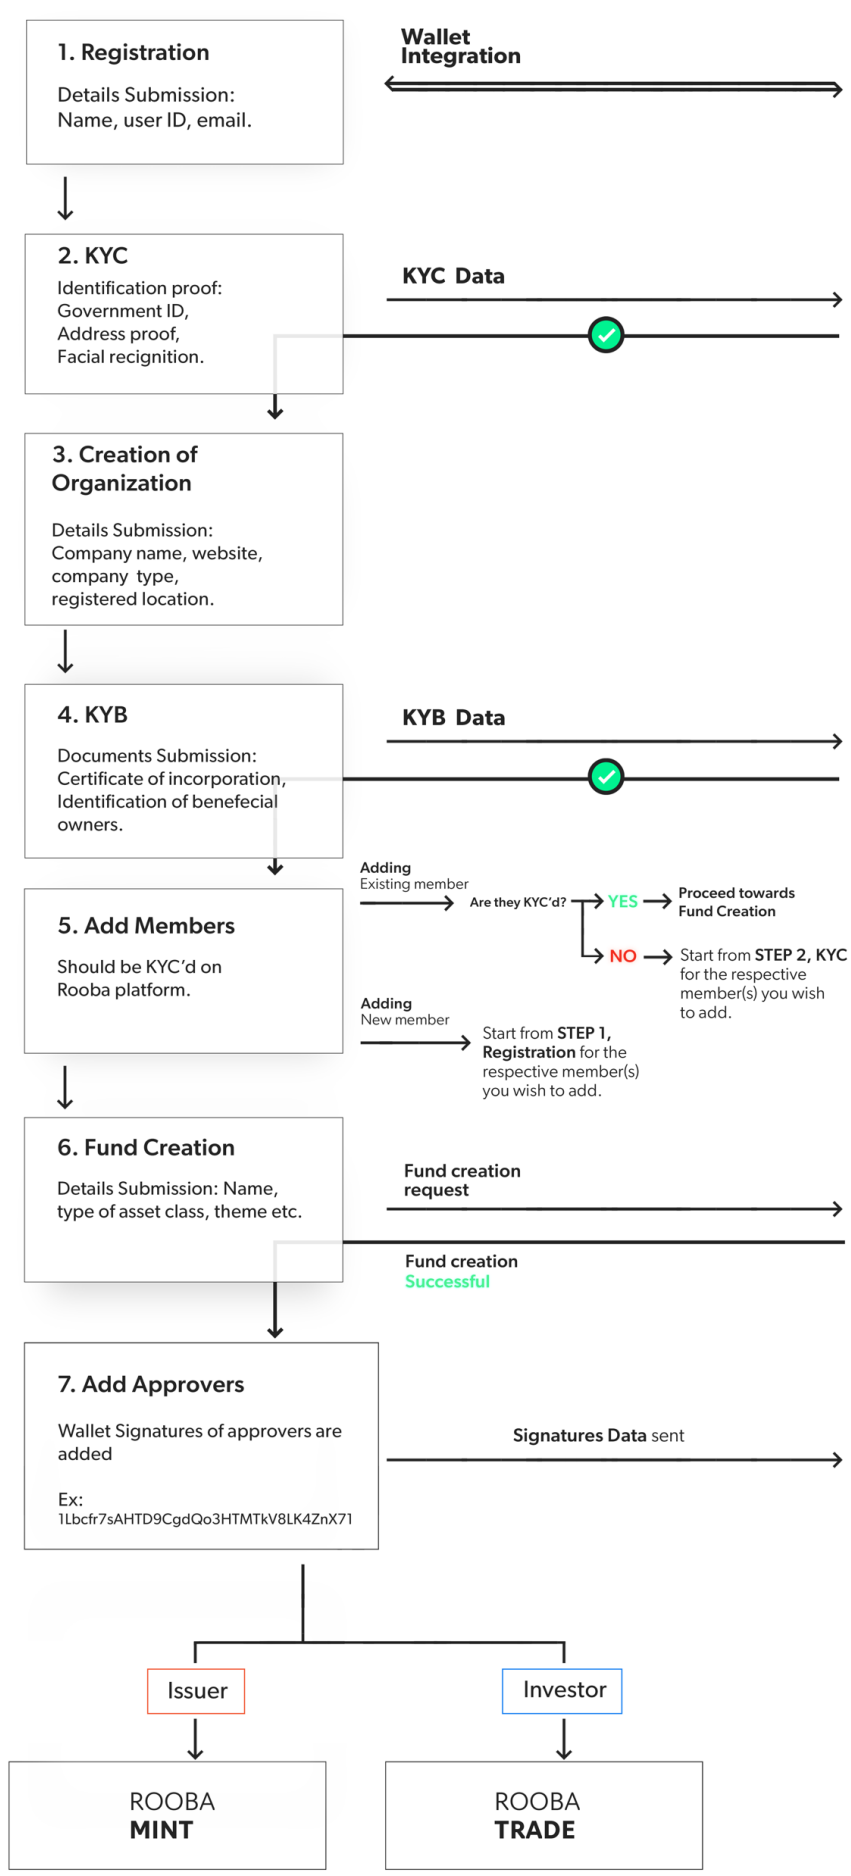 1. Registration
Details Submission:
Name, user ID, email.
Wallet
Integration
2. KYC
Identification proof:
Government ID,
Address proof,
Facial recignition.
KYC Data
3. Creation of
Organization
Details Submission:
Company name, website,
company type,
registered location.
4. KYB
Documents Submission:
Certificate of incorporation,
Identification of benefecial
owners.
KYB Data
5. Add Members
Should be KYC'd on
Rooba platform.
Adding
Existing member
Are they KYC'd?
YES
Proceed towards
Fund Creation
NO
Start from STEP 2, KYC
for the respective
member(s) you wish
to add.
Adding
New member
Start from STEP 1,
Registration for the
respective member(s)
you wish to add.
6. Fund Creation
Details Submission: Name,
type of asset class, theme etc.
Fund creation
request
Fund creation
Successful
7. Add Approvers
Wallet Signatures of approvers are
added
Ex:
1Lbcfr7sAHTD9CgdQo3HTMTkV8LK4ZnX71
Signatures Data sent
Issuer
Investor
ROOBA
MINT
ROOBA
TRADE